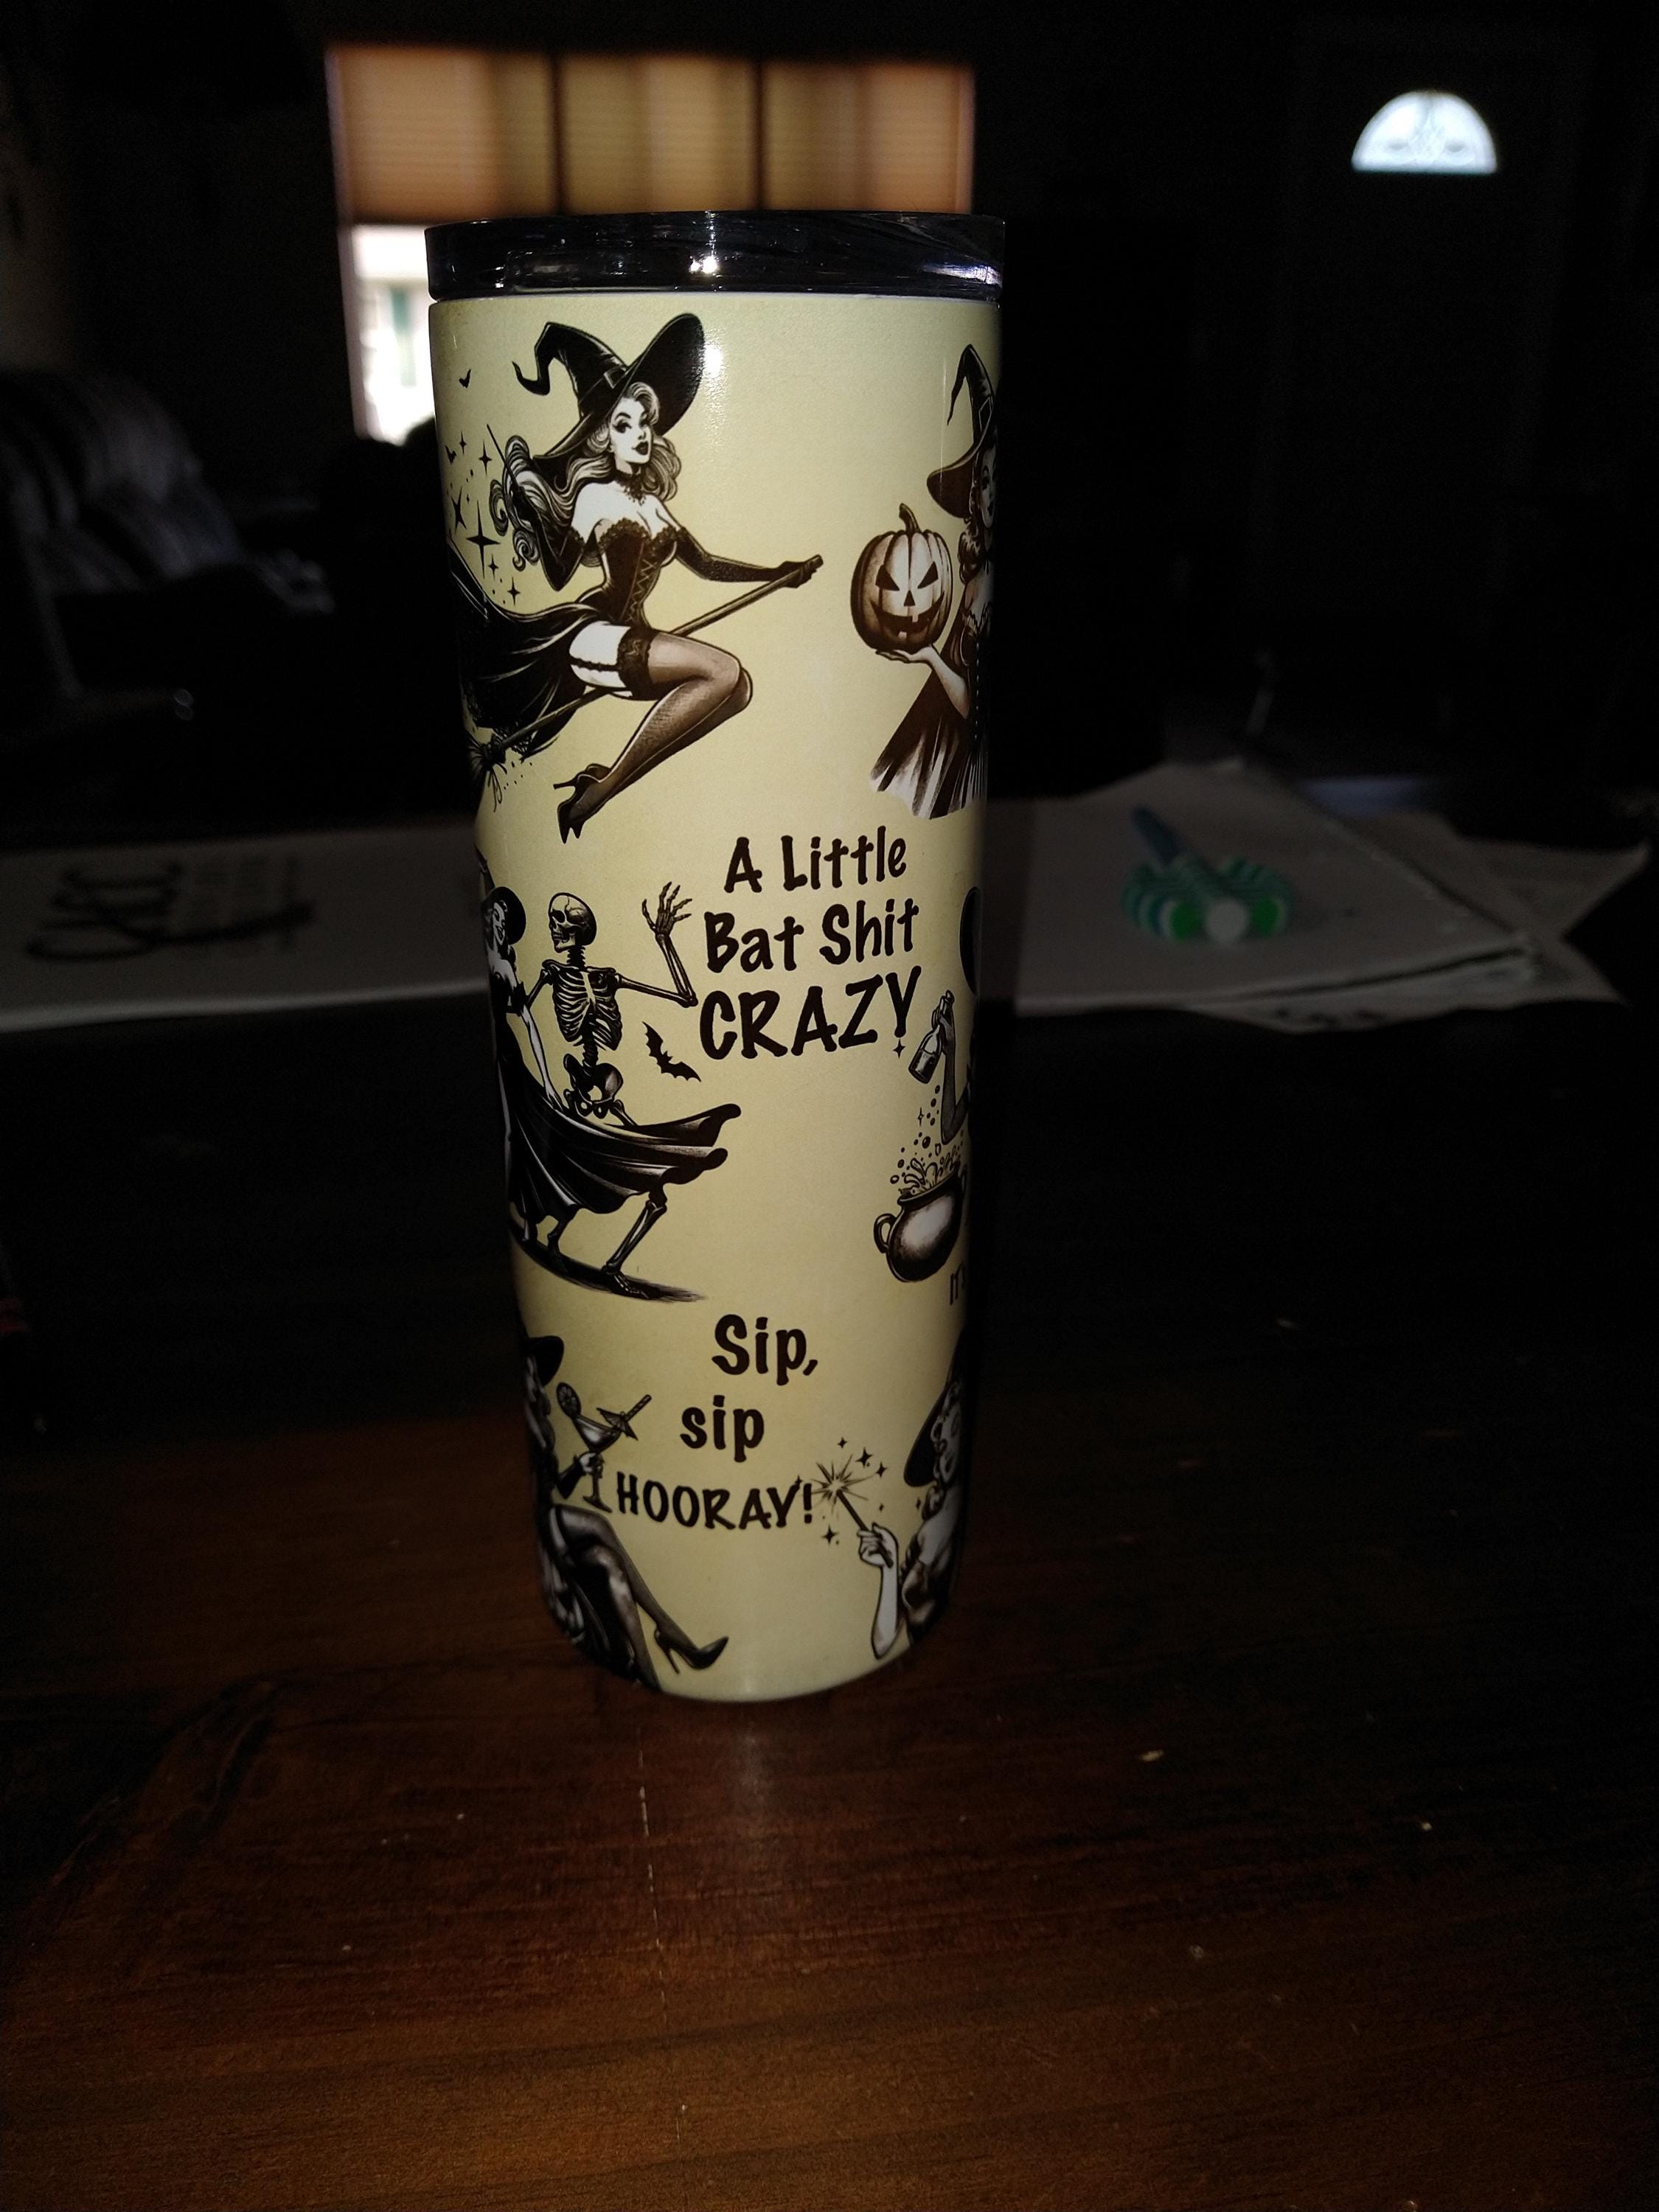 A Little
Bat Shit
CRAZY
Sip,
sip
HOORAY!